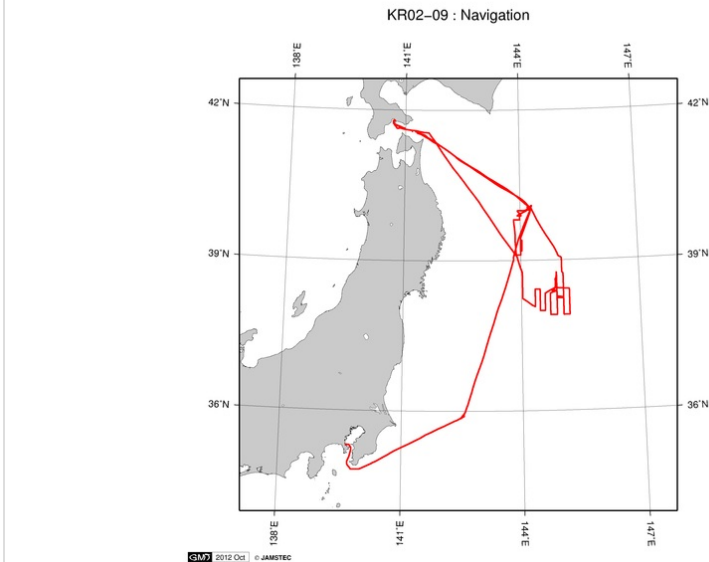 KR02−09 : Navigation
138˚E
141˚E
144˚E
147˚E
42˚N
42˚N
39˚N
39˚N
36˚N
36˚N
138˚E
141˚E
144˚E
147˚E
GMD 2012 Oct © JAMSTEC